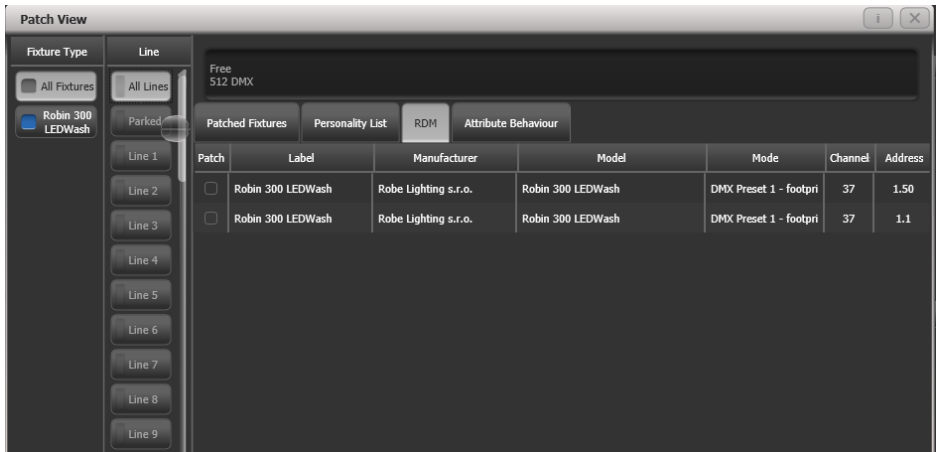 Patch View
i
Fixture Type
Line
All Fixtures
Robin 300
LEDWash
All Lines
Parked
Line 1
Line 2
Line 3
Line 4
Line 5
Line 6
Line 7
Line 8
Line 9
Free
512 DMX
Patched Fixtures Personality List RDM Attribute Behaviour
Patch Label Manufacturer Model Mode Channel Address
Robin 300 LEDWash Robe Lighting s.r.o. Robin 300 LEDWash DMX Preset 1 - footpri 37 1.50
Robin 300 LEDWash Robe Lighting s.r.o. Robin 300 LEDWash DMX Preset 1 - footpri 37 1.1